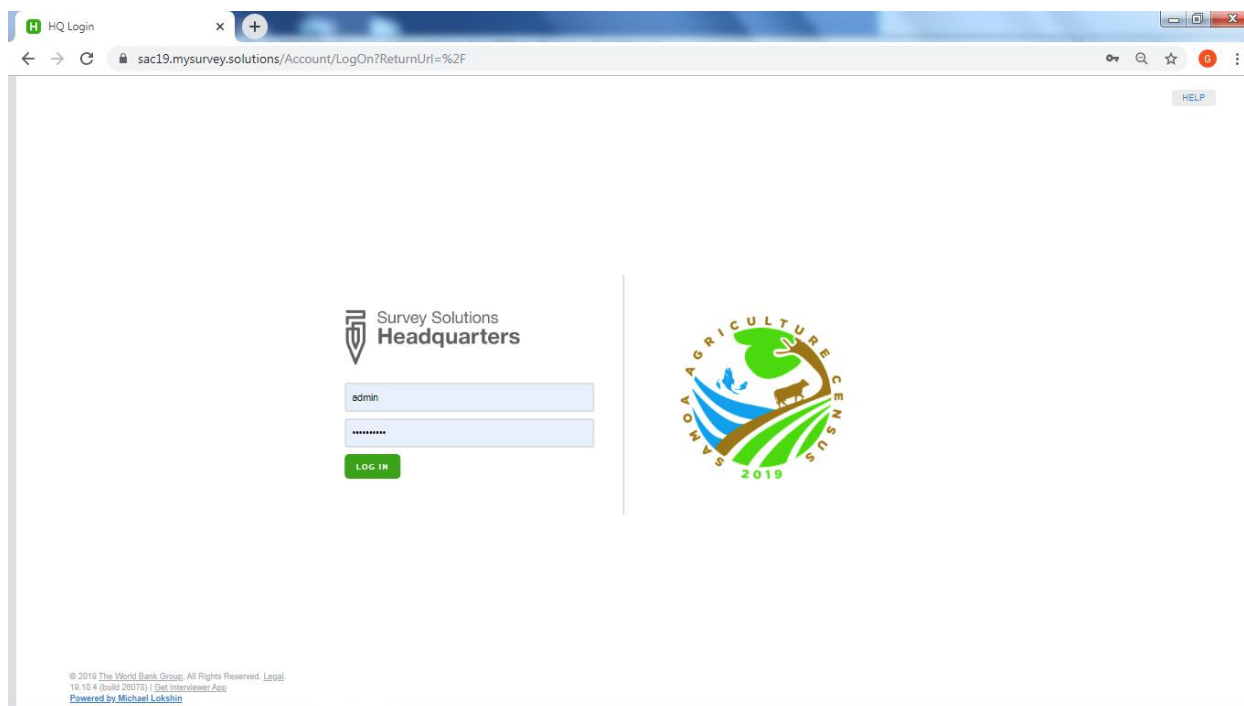 HQ Login
sac19.mysurvey.solutions/Account/LogOn?ReturnUrl=%2F
G
HELP
Survey Solutions
Headquarters
admin
••••••••••
LOG IN
SAMOA AGRICULTURE CENSUS
2019
© 2019 The World Bank Group, All Rights Reserved. Legal.
19.10.4 (build 26078) | Get Interviewer App
Powered by Michael Lokshin